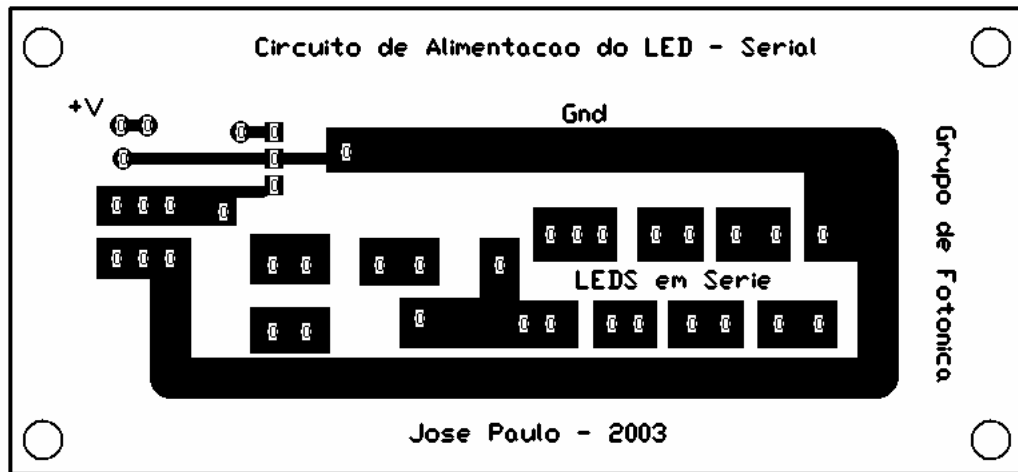 Circuito de Alimentacao do LED - Serial
+V
Gnd
Grupo de Fotonica
LEDS em Serie
Jose Paulo - 2003